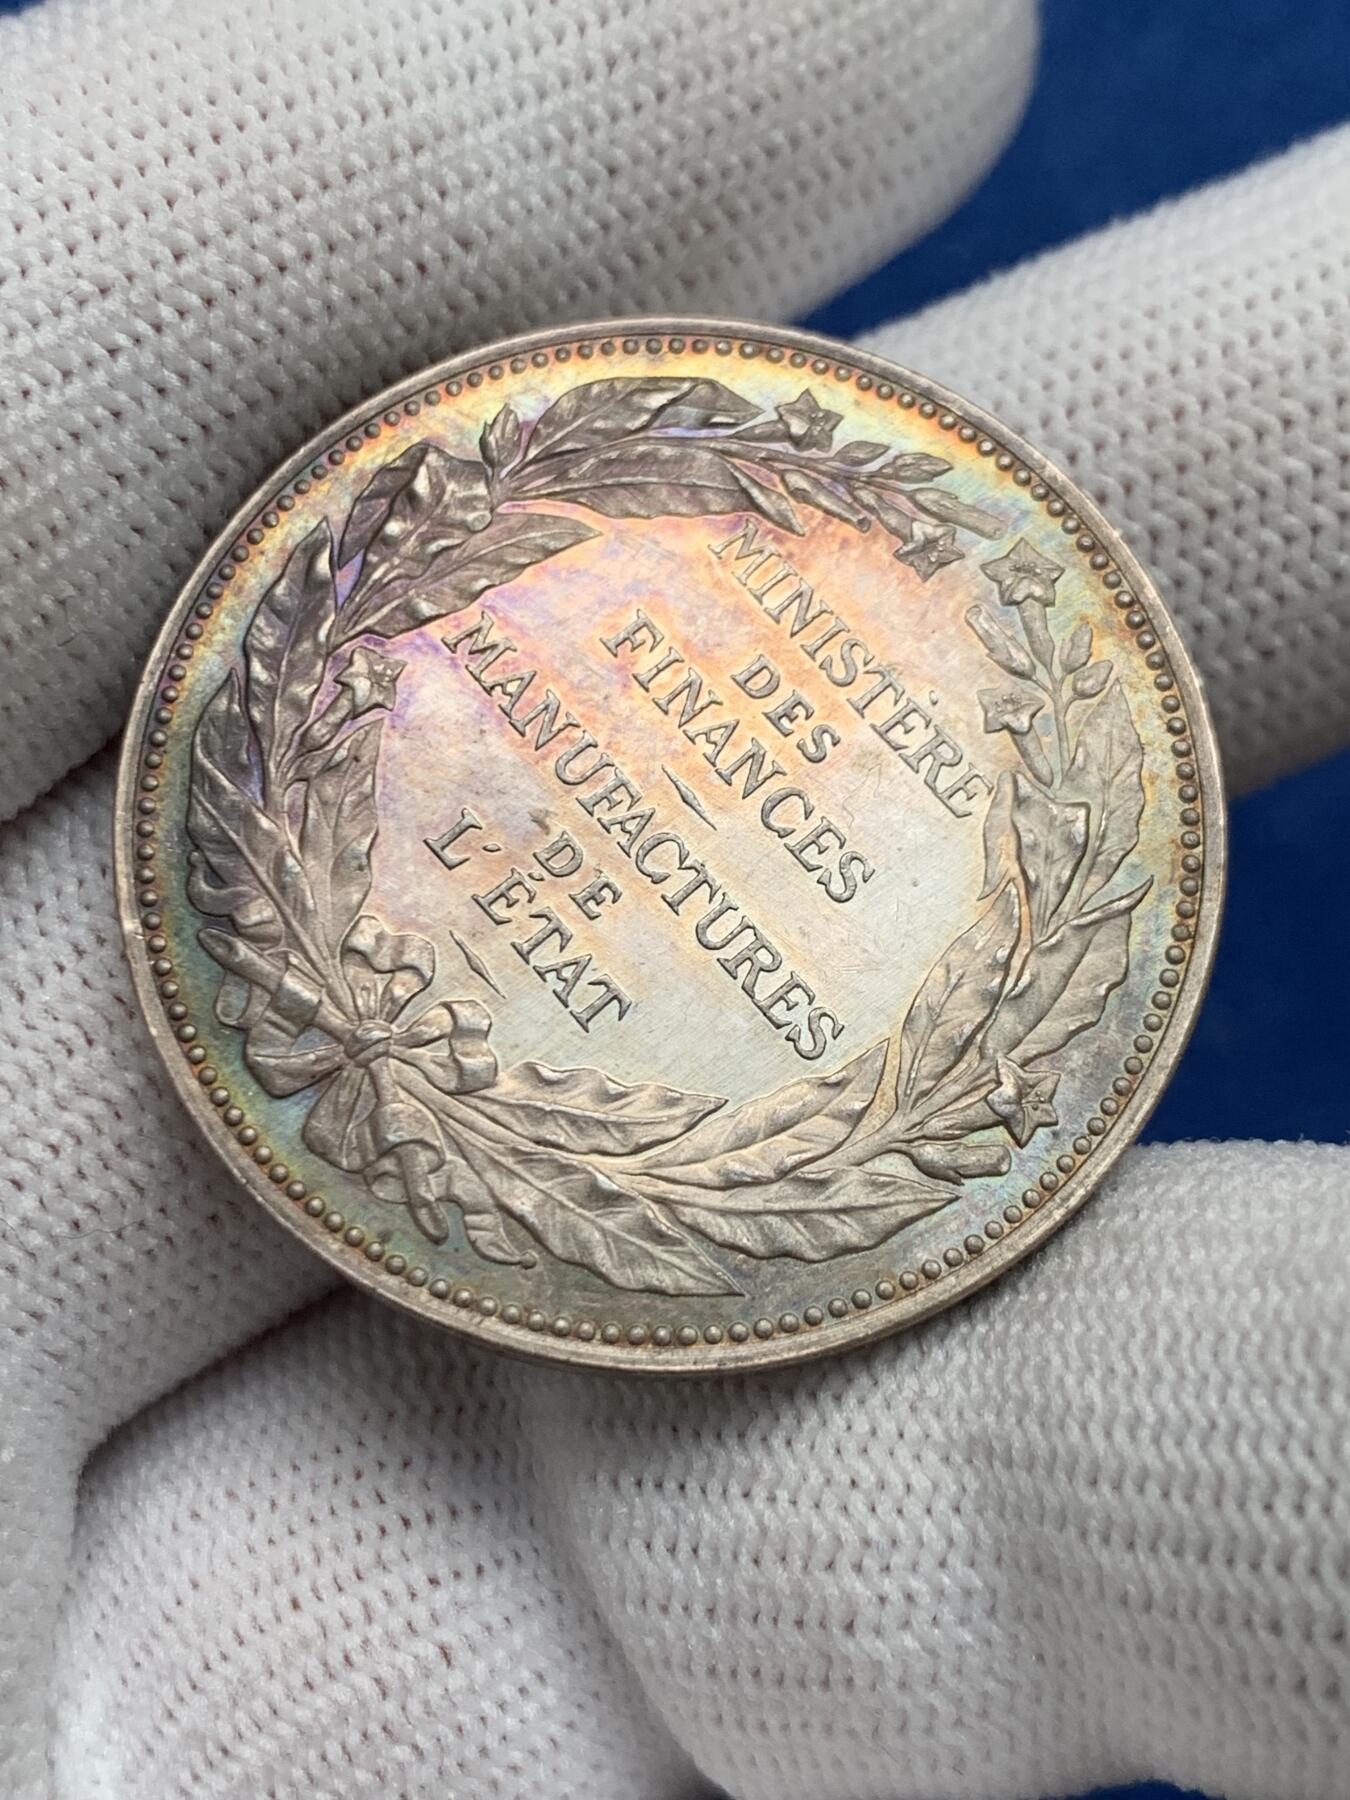 MINISTÈRE
DES
FINANCES
MANUFACTURES
DE
L'ÉTAT